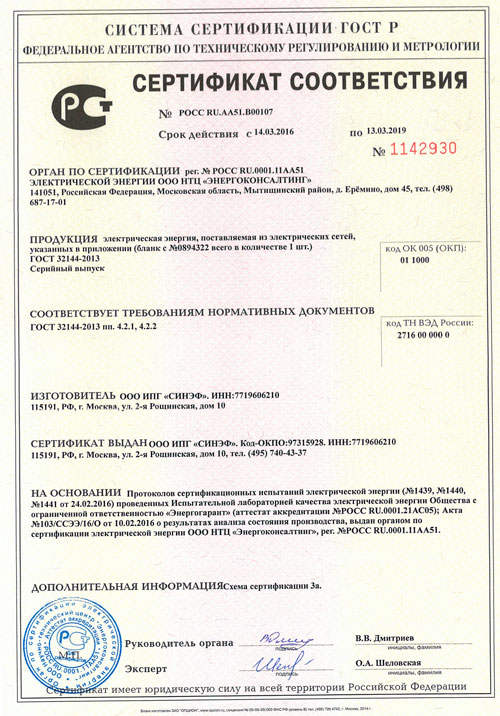 СИСТЕМА СЕРТИФИКАЦИИ ГОСТ Р
ФЕДЕРАЛЬНОЕ АГЕНТСТВО ПО ТЕХНИЧЕСКОМУ РЕГУЛИРОВАНИЮ И МЕТРОЛОГИИ
СЕРТИФИКАТ СООТВЕТСТВИЯ
№ РОСС RU.АА51.В00107
Срок действия с 14.03.2016 по 13.03.2019
№ 1142930
ОРГАН ПО СЕРТИФИКАЦИИ рег. № РОСС RU.0001.11АА51
ЭЛЕКТРИЧЕСКОЙ ЭНЕРГИИ ООО НТЦ «ЭНЕРГОКОНСАЛТИНГ»
141051, Российская Федерация, Московская область, Мытищинский район, д. Ерёмино, дом 45, тел. (498)
687-17-01
ПРОДУКЦИЯ электрическая энергия, поставляемая из электрических сетей,
указанных в приложении (бланк с №0894322 всего в количестве 1 шт.)
ГОСТ 32144-2013
Серийный выпуск
код ОК 005 (ОКП):
01 1000
СООТВЕТСТВУЕТ ТРЕБОВАНИЯМ НОРМАТИВНЫХ ДОКУМЕНТОВ
ГОСТ 32144-2013 пп. 4.2.1, 4.2.2
код ТН ВЭД России:
2716 00 000 0
ИЗГОТОВИТЕЛЬ ООО ИПГ «СИНЭФ». ИНН:7719606210
115191, РФ, г. Москва, ул. 2-я Рощинская, дом 10
СЕРТИФИКАТ ВЫДАН ООО ИПГ «СИНЭФ». Код-ОКПО:97315928. ИНН:7719606210
115191, РФ, г. Москва, ул. 2-я Рощинская, дом 10, тел. (495) 740-43-37
НА ОСНОВАНИИ Протоколов сертификационных испытаний электрической энергии (№1439, №1440,
№1441 от 24.02.2016) проведенных Испытательной лабораторией качества электрической энергии Общества с
ограниченной ответственностью «Энергогарант» (аттестат аккредитации №РОСС RU.0001.21АС05); Акта
№103/ССЭЭ/16/О от 10.02.2016 о результатах анализа состояния производства, выдан органом по
сертификации электрической энергии ООО НТЦ «Энергоконсалтинг», рег. №РОСС RU.0001.11АА51.
ДОПОЛНИТЕЛЬНАЯ ИНФОРМАЦИЯ Схема сертификации 3а.
М.П.
Руководитель органа
подпись
В.В. Дмитриев
инициалы, фамилия
Эксперт
подпись
О.А. Шеловская
инициалы, фамилия
Сертификат имеет юридическую силу на всей территории Российской Федерации